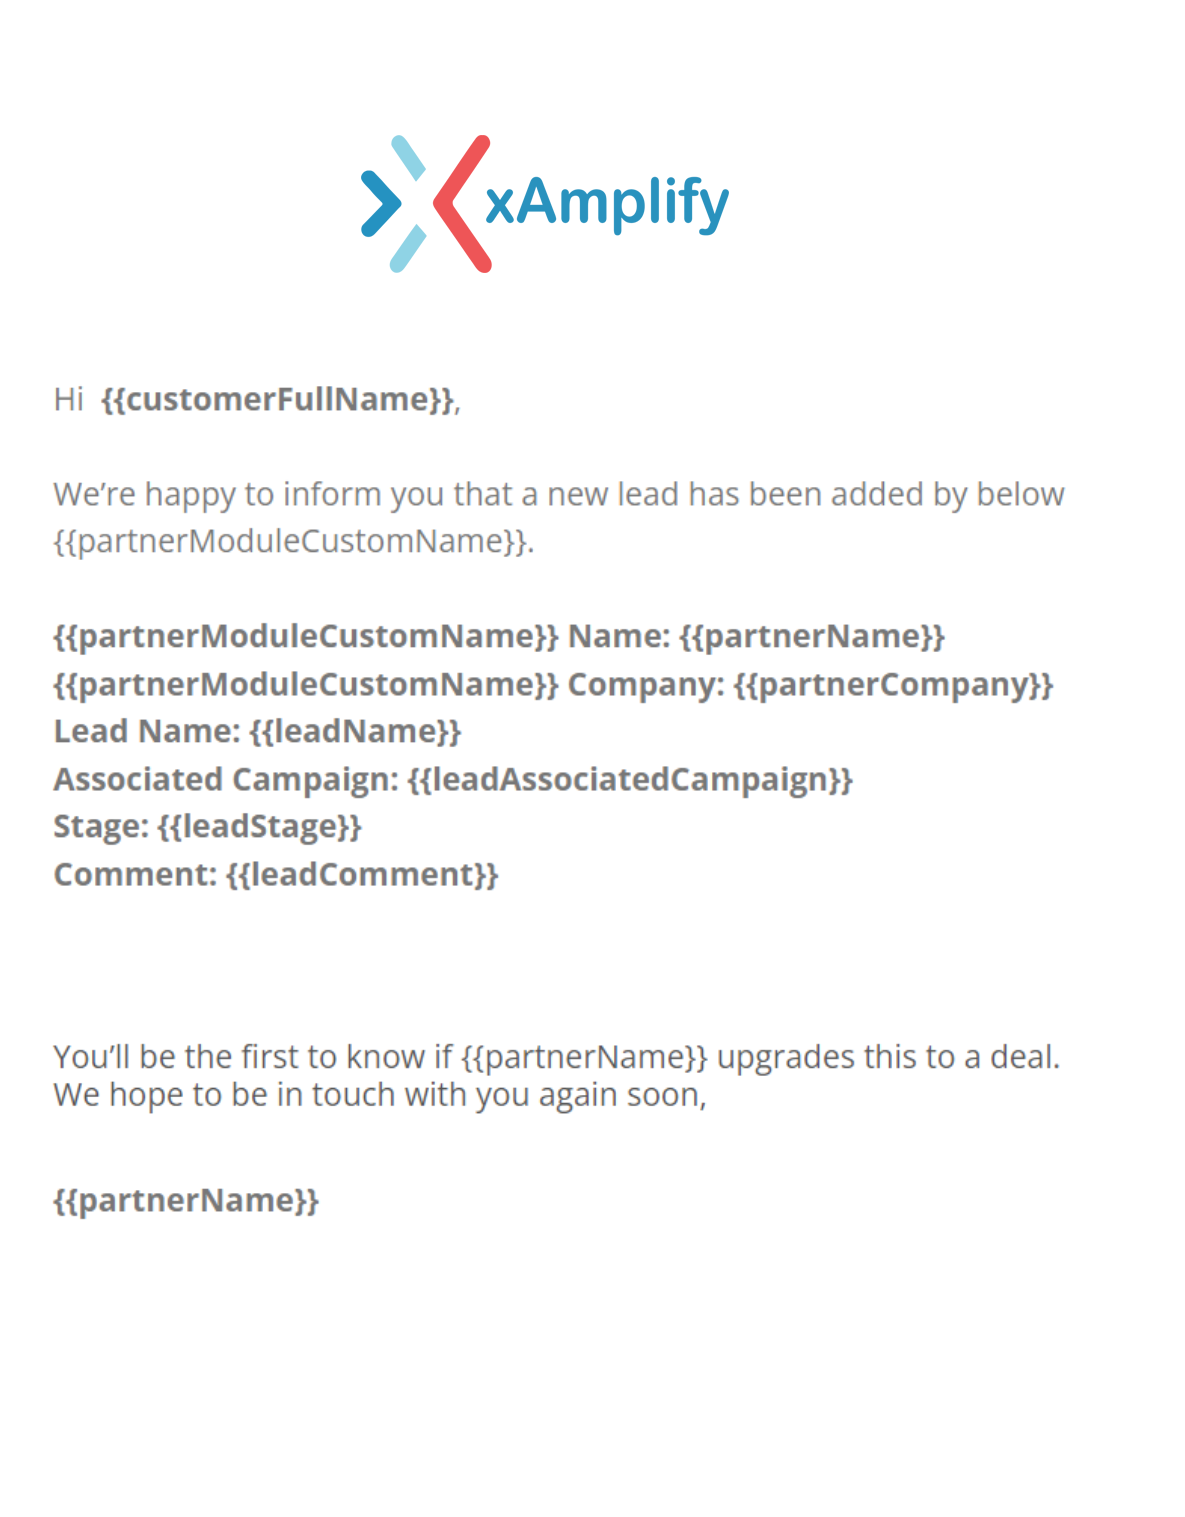 xAmplify
Hi {{customerFullName}},
We’re happy to inform you that a new lead has been added by below
{{partnerModuleCustomName}}.
{{partnerModuleCustomName}} Name: {{partnerName}}
{{partnerModuleCustomName}} Company: {{partnerCompany}}
Lead Name: {{leadName}}
Associated Campaign: {{leadAssociatedCampaign}}
Stage: {{leadStage}}
Comment: {{leadComment}}
You’ll be the first to know if {{partnerName}} upgrades this to a deal.
We hope to be in touch with you again soon,
{{partnerName}}